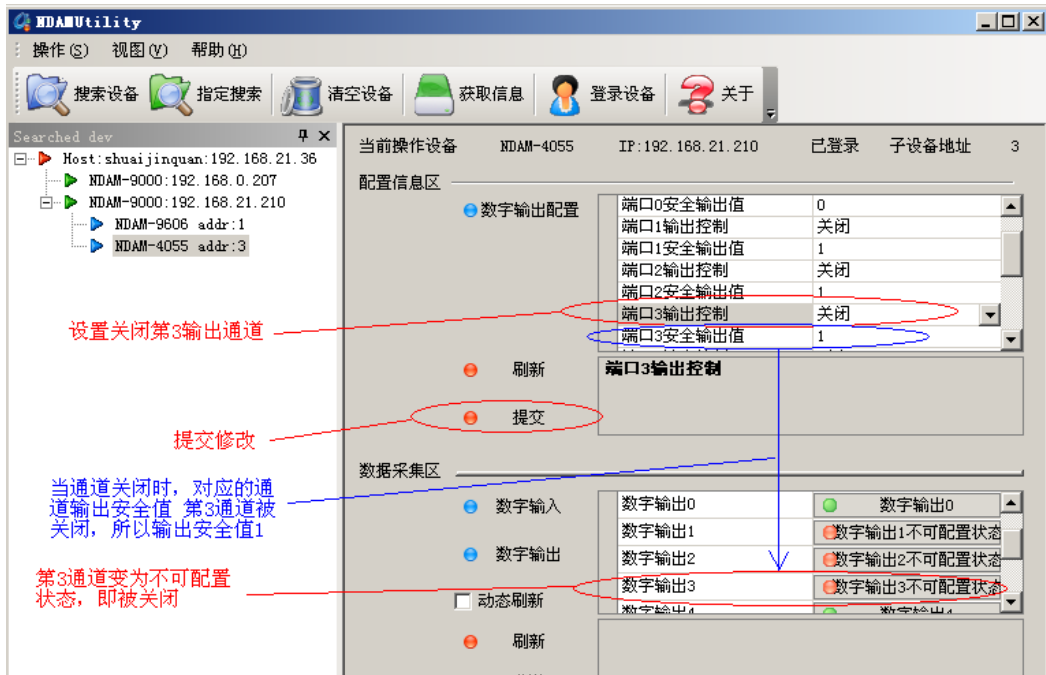 NDAMUtility
操作(S) 视图(V) 帮助(H)
搜索设备 指定搜索 清空设备 获取信息 登录设备 关于
Searched dev
Host:shuaijinquan:192.168.21.36
NDAM-9000:192.168.0.207
NDAM-9000:192.168.21.210
NDAM-9606 addr:1
NDAM-4055 addr:3
当前操作设备 NDAM-4055 IP:192.168.21.210 已登录 子设备地址 3
配置信息区
数字输出配置
端口0安全输出值 0
端口1输出控制 关闭
端口1安全输出值 1
端口2输出控制 关闭
端口2安全输出值 1
端口3输出控制 关闭
端口3安全输出值 1
设置关闭第3输出通道
刷新
端口3输出控制
提交
提交修改
数据采集区
当通道关闭时，对应的通
道输出安全值 第3通道被
关闭，所以输出安全值1
数字输入
数字输出
数字输出0 数字输出0
数字输出1 数字输出1不可配置状态
数字输出2 数字输出2不可配置状态
数字输出3 数字输出3不可配置状态
数字输出4 数字输出4
第3通道变为不可配置
状态，即被关闭
动态刷新
刷新